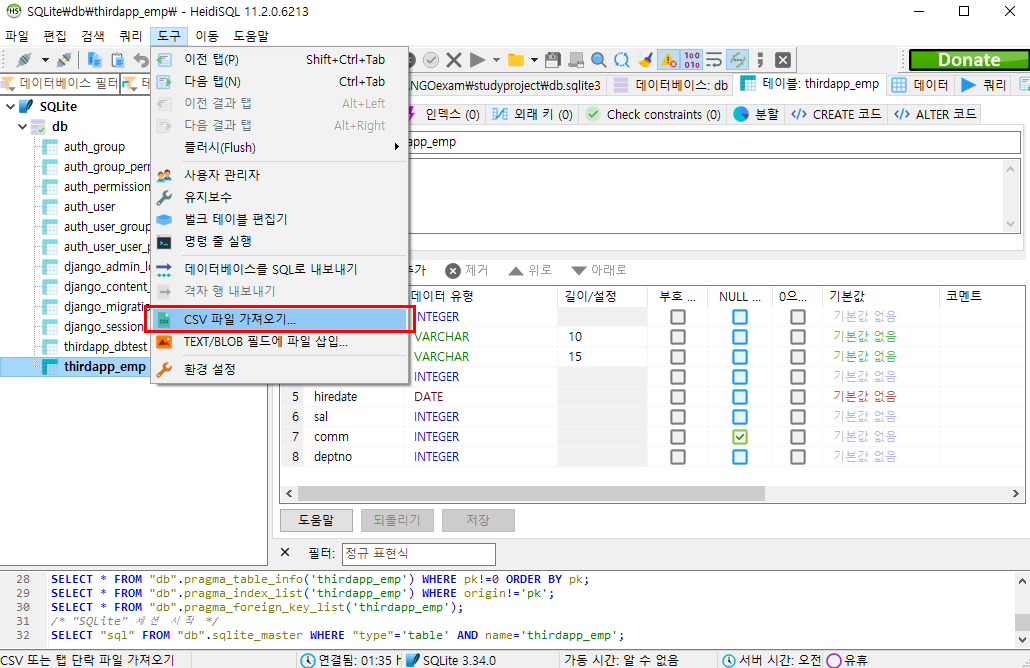 SQLite₩db₩thirdapp_emp₩ - HeidiSQL 11.2.0.6213
파일 편집 검색 쿼리 도구 이동 도움말
Donate
데이터베이스 필터
ANGOexam₩studyproject₩db.sqlite3 데이터베이스: db 테이블: thirdapp_emp 데이터 쿼리
SQLite
db
auth_group
auth_group_perr
auth_permission
auth_user
auth_user_group
auth_user_user_p
django_admin_lo
django_content_
django_migratio
django_session
thirdapp_dbtest
thirdapp_emp
이전 탭(P) Shift+Ctrl+Tab
다음 탭(N) Ctrl+Tab
이전 결과 탭 Alt+Left
다음 결과 탭 Alt+Right
플러시(Flush)
사용자 관리자
유지보수
벌크 테이블 편집기
명령 줄 실행
데이터베이스를 SQL로 내보내기
격자 행 내보내기
CSV 파일 가져오기...
TEXT/BLOB 필드에 파일 삽입...
환경 설정
인덱스 (0) 외래 키 (0) Check constraints (0) 분할 CREATE 코드 ALTER 코드
app_emp
추가 제거 위로 아래로
데이터 유형 길이/설정 부호 ... NULL ... 0으... 기본값 코멘트
INTEGER 기본값 없음
VARCHAR 10 기본값 없음
VARCHAR 15 기본값 없음
INTEGER 기본값 없음
5 hiredate DATE 기본값 없음
6 sal INTEGER 기본값 없음
7 comm INTEGER 기본값 없음
8 deptno INTEGER 기본값 없음
도움말 되돌리기 저장
필터: 정규 표현식
28 SELECT * FROM "db".pragma_table_info('thirdapp_emp') WHERE pk!=0 ORDER BY pk;
29 SELECT * FROM "db".pragma_index_list('thirdapp_emp') WHERE origin!='pk';
30 SELECT * FROM "db".pragma_foreign_key_list('thirdapp_emp');
31 /* "SQLite" 세션 시작 */
32 SELECT "sql" FROM "db".sqlite_master WHERE "type"='table' AND name='thirdapp_emp';
CSV 또는 탭 단락 파일 가져오기 연결됨: 01:35 h SQLite 3.34.0 가동 시간: 알 수 없음 서버 시간: 오전 유휴